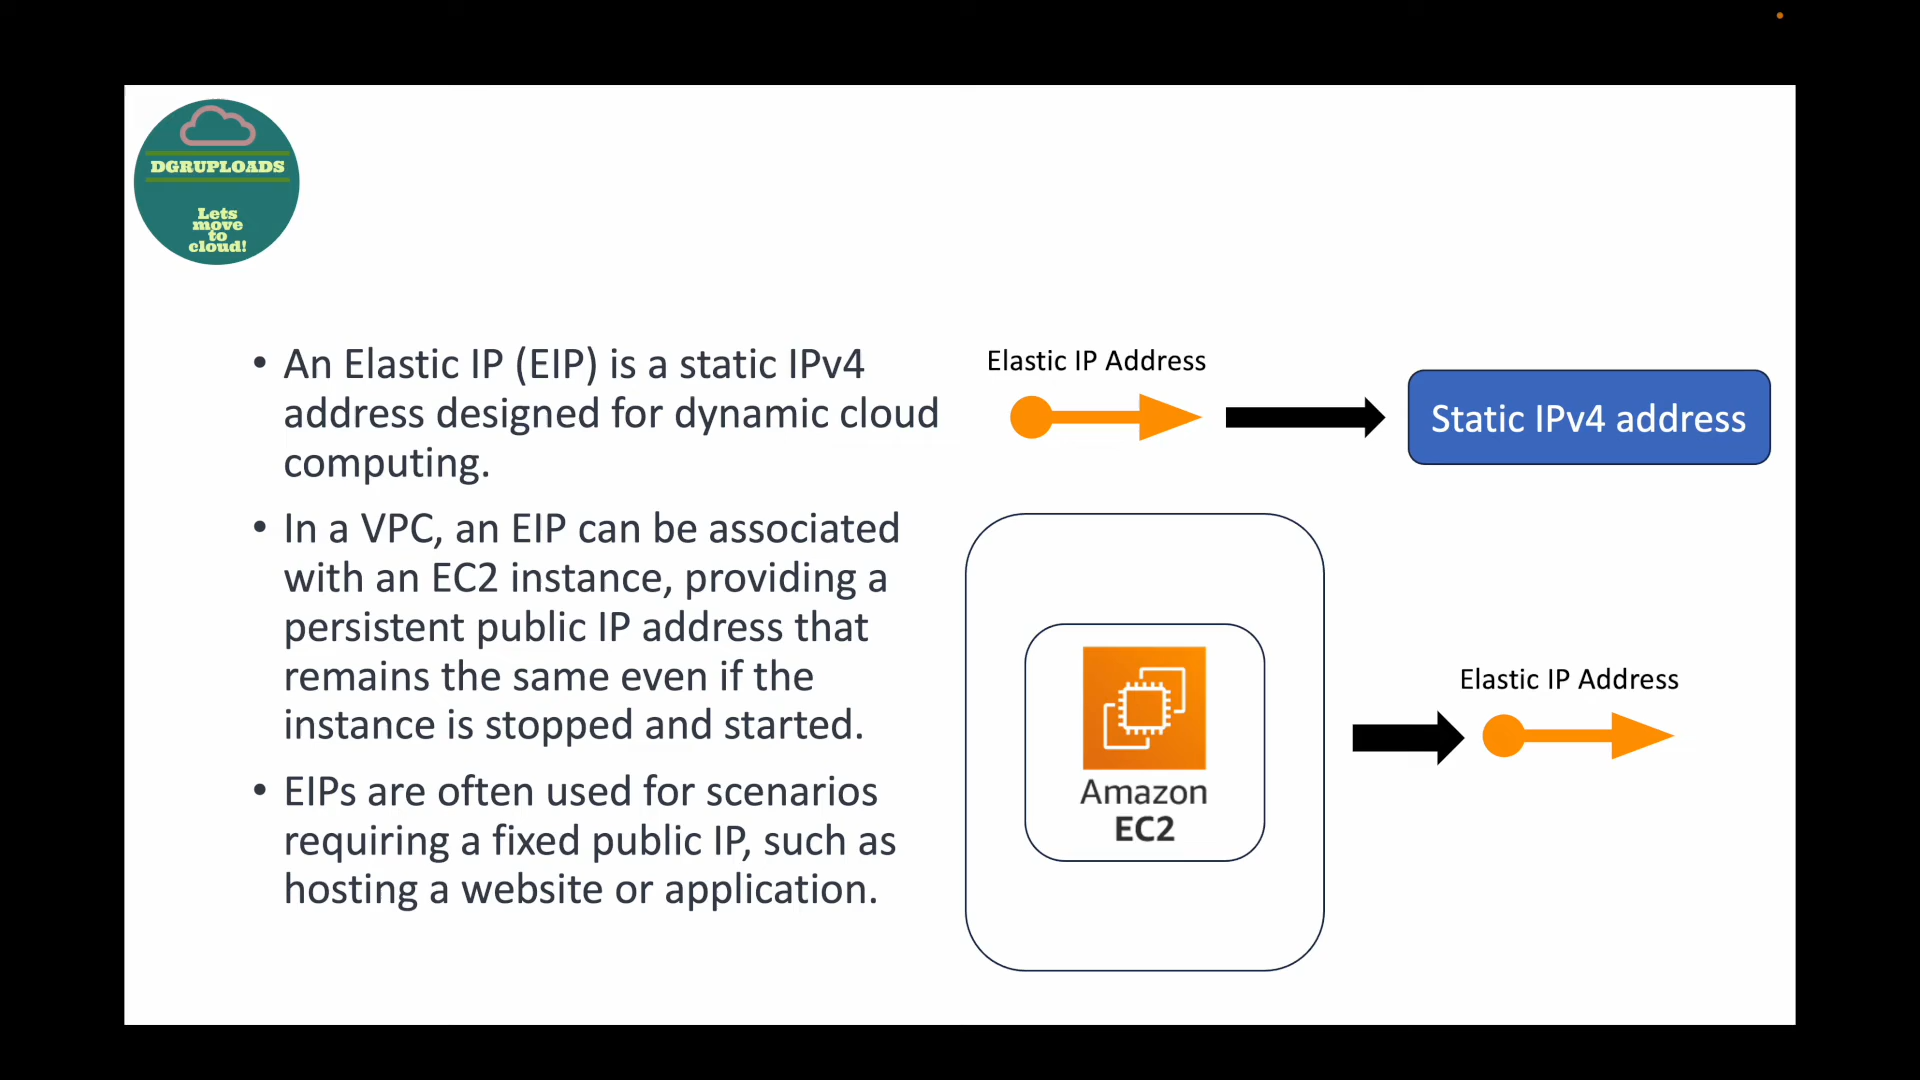 DGRUPLOADS
Lets
move
to
cloud!
• An Elastic IP (EIP) is a static IPv4
address designed for dynamic cloud
computing.
• In a VPC, an EIP can be associated
with an EC2 instance, providing a
persistent public IP address that
remains the same even if the
instance is stopped and started.
• EIPs are often used for scenarios
requiring a fixed public IP, such as
hosting a website or application.
Elastic IP Address
Static IPv4 address
Amazon
EC2
Elastic IP Address